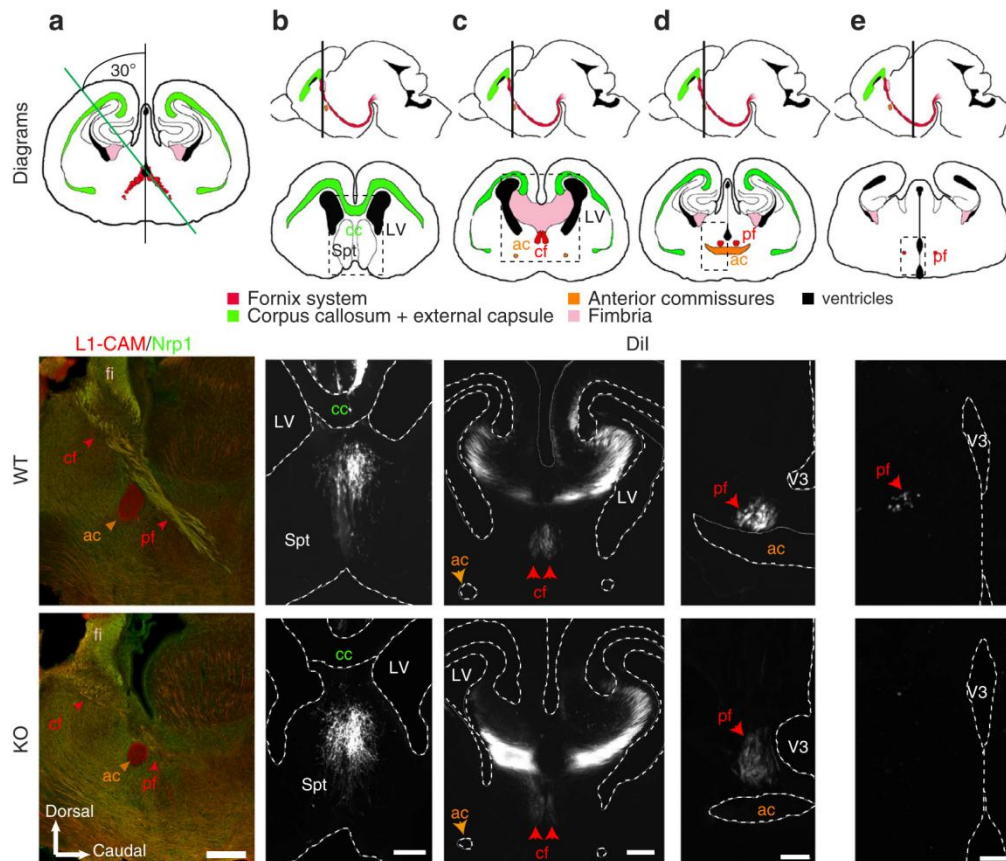 a
b
c
d
e
Diagrams
30°
cc
LV
Spt
LV
ac
cf
pf
ac
pf
Fornix system
Anterior commissures
ventricles
Corpus callosum + external capsule
Fimbria
L1-CAM/Nrp1
DiI
WT
fi
cf
ac
pf
LV
cc
Spt
LV
ac
cf
V3
pf
ac
V3
pf
KO
fi
cf
ac
pf
Dorsal
Caudal
cc
LV
Spt
LV
ac
cf
pf
V3
ac
V3